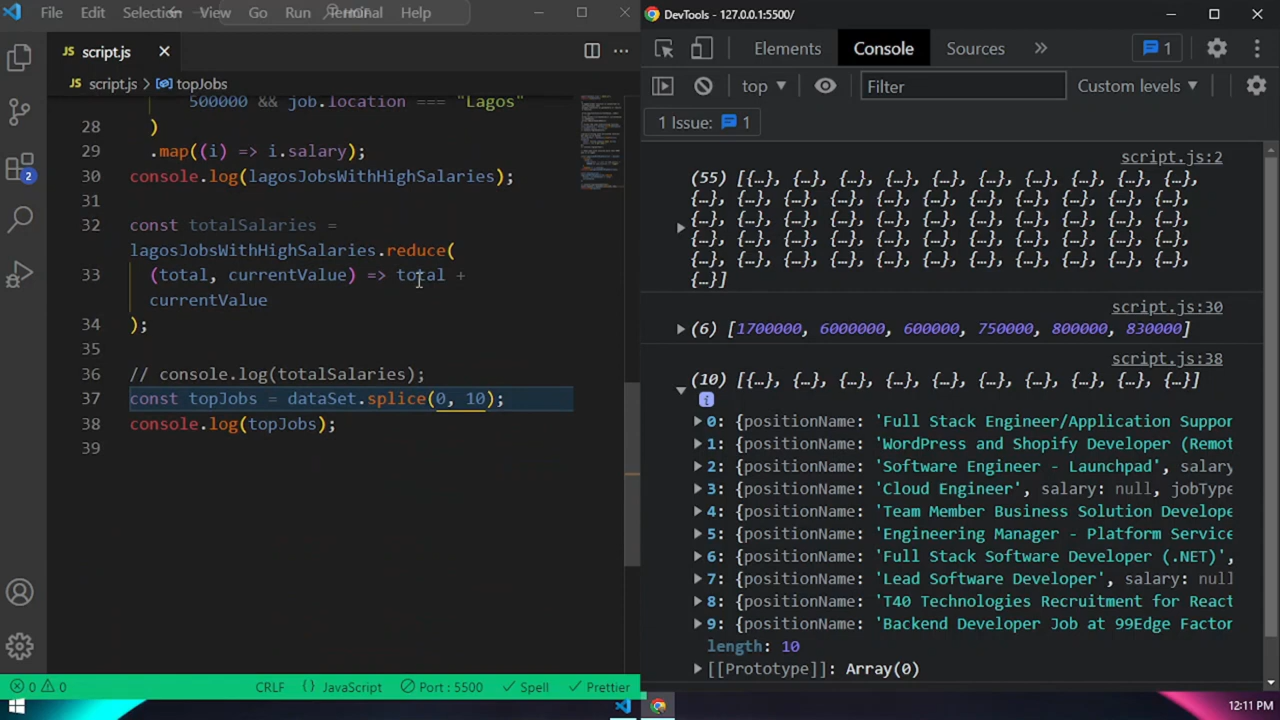 File Edit Selection View Go Run Terminal Help
script.js
script.js > topJobs
500000 && job.location === "Lagos"
28 )
29 .map((i) => i.salary);
30 console.log(lagosJobsWithHighSalaries);
31
32 const totalSalaries =
lagosJobsWithHighSalaries.reduce(
33 (total, currentValue) => total +
currentValue
34 );
35
36 // console.log(totalSalaries);
37 const topJobs = dataSet.splice(0, 10);
38 console.log(topJobs);
39
2
0 0 CRLF {} JavaScript Port : 5500 Spell Prettier
DevTools - 127.0.0.1:5500/
Elements Console Sources » 1
top Filter Custom levels
1 Issue: 1
script.js:2
(55) [{…}, {…}, {…}, {…}, {…}, {…}, {…}, {…}, {…}, {…},
{…}, {…}, {…}, {…}, {…}, {…}, {…}, {…}, {…}, {…}, {…},
{…}, {…}, {…}, {…}, {…}, {…}, {…}, {…}, {…}, {…}, {…},
{…}, {…}, {…}, {…}, {…}, {…}, {…}, {…}, {…}, {…}, {…},
{…}, {…}, {…}, {…}, {…}, {…}, {…}, {…}, {…}, {…}, {…},
{…}]
script.js:30
(6) [1700000, 6000000, 600000, 750000, 800000, 830000]
script.js:38
(10) [{…}, {…}, {…}, {…}, {…}, {…}, {…}, {…}, {…}, {…}]
i
0: {positionName: 'Full Stack Engineer/Application Suppor
1: {positionName: 'WordPress and Shopify Developer (Remot
2: {positionName: 'Software Engineer - Launchpad', salary
3: {positionName: 'Cloud Engineer', salary: null, jobType
4: {positionName: 'Team Member Business Solution Develope
5: {positionName: 'Engineering Manager - Platform Service
6: {positionName: 'Full Stack Software Developer (.NET)',
7: {positionName: 'Lead Software Developer', salary: null
8: {positionName: 'T40 Technologies Recruitment for React
9: {positionName: 'Backend Developer Job at 99Edge Factor
length: 10
[[Prototype]]: Array(0)
12:11 PM